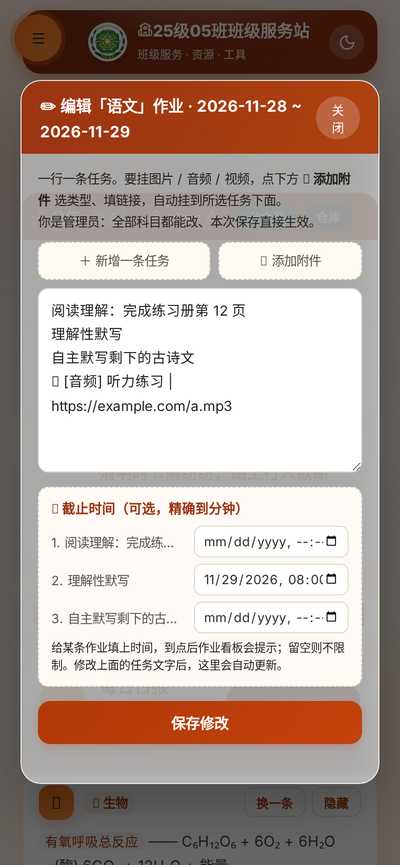 25级05班班级服务站
班级服务 · 资源 · 工具
编辑「语文」作业 · 2026-11-28 ~
2026-11-29
关
闭
一行一条任务。要挂图片 / 音频 / 视频，点下方 添加附
件 选类型、填链接，自动挂到所选任务下面。
你是管理员：全部科目都能改、本次保存直接生效。
＋ 新增一条任务
添加附件
阅读理解：完成练习册第 12 页
理解性默写
自主默写剩下的古诗文
[音频] 听力练习 |
https://example.com/a.mp3
截止时间（可选，精确到分钟）
1. 阅读理解：完成练...
mm/dd/yyyy, --:--
2. 理解性默写
11/29/2026, 08:00
3. 自主默写剩下的古...
mm/dd/yyyy, --:--
给某条作业填上时间，到点后作业看板会提示；留空则不限
制。修改上面的任务文字后，这里会自动更新。
保存修改
生物
换一条
隐藏
有氧呼吸总反应 —— C₆H₁₂O₆ + 6O₂ + 6H₂O